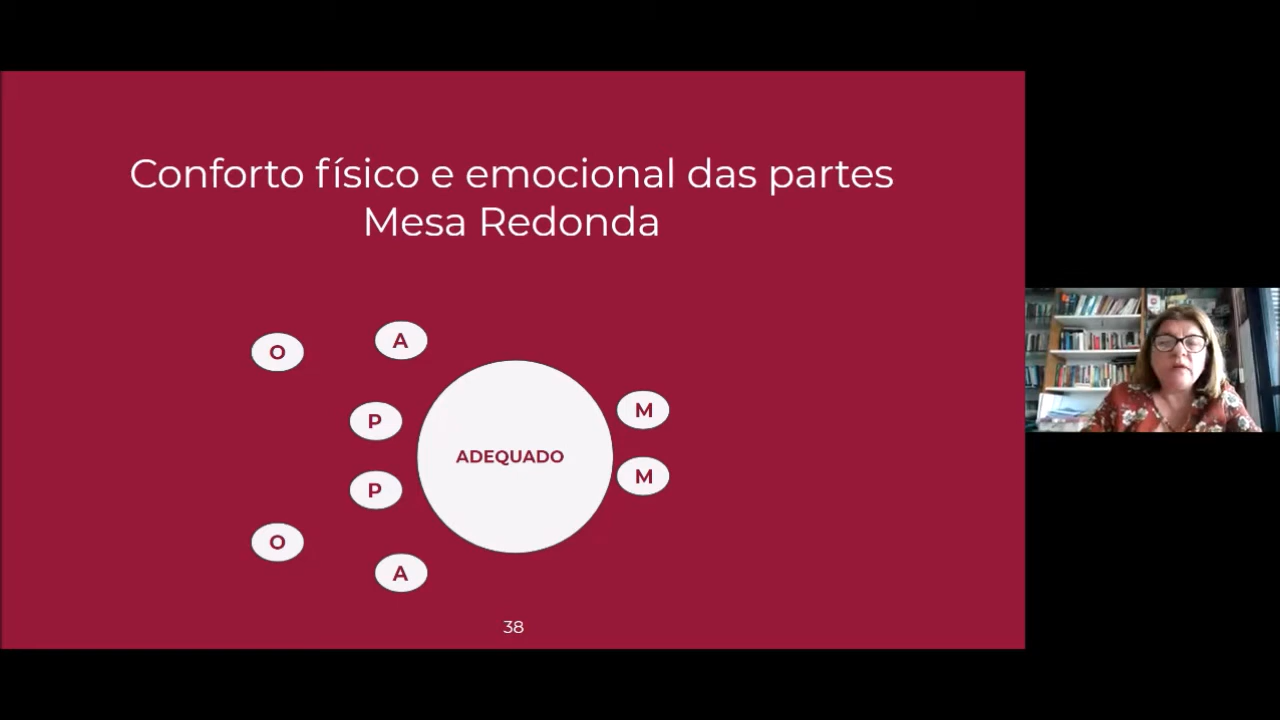 Conforto físico e emocional das partes
Mesa Redonda
O
A
P
M
ADEQUADO
M
P
O
A
38